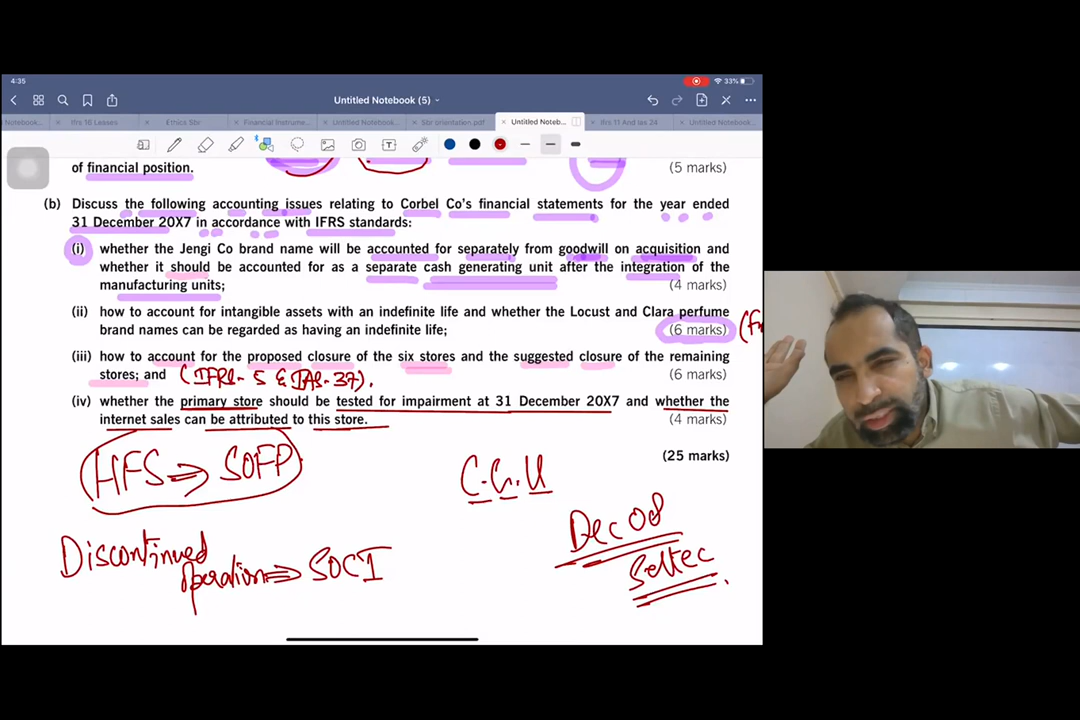 4:35
33%
Untitled Notebook (5)
Notebook...
Ifrs 16 Leases
Ethics Sbr
Financial Instrume...
Untitled Notebook...
Sbr orientation.pdf
Untitled Noteb...
Ifrs 11 And Ias 24
Untitled Notebook...
of financial position. (5 marks)
(b) Discuss the following accounting issues relating to Corbel Co's financial statements for the year ended
31 December 20X7 in accordance with IFRS standards:
(i) whether the Jengi Co brand name will be accounted for separately from goodwill on acquisition and
whether it should be accounted for as a separate cash generating unit after the integration of the
manufacturing units; (4 marks)
(ii) how to account for intangible assets with an indefinite life and whether the Locust and Clara perfume
brand names can be regarded as having an indefinite life; (6 marks)
(iii) how to account for the proposed closure of the six stores and the suggested closure of the remaining
stores; and (IFRS-5 & IAS-37). (6 marks)
(iv) whether the primary store should be tested for impairment at 31 December 20X7 and whether the
internet sales can be attributed to this store. (4 marks)
(25 marks)
HFS ⇒ SOFP
C.G.U
Dec 08
Seltec
Discontinued
operation ⇒ SOCI